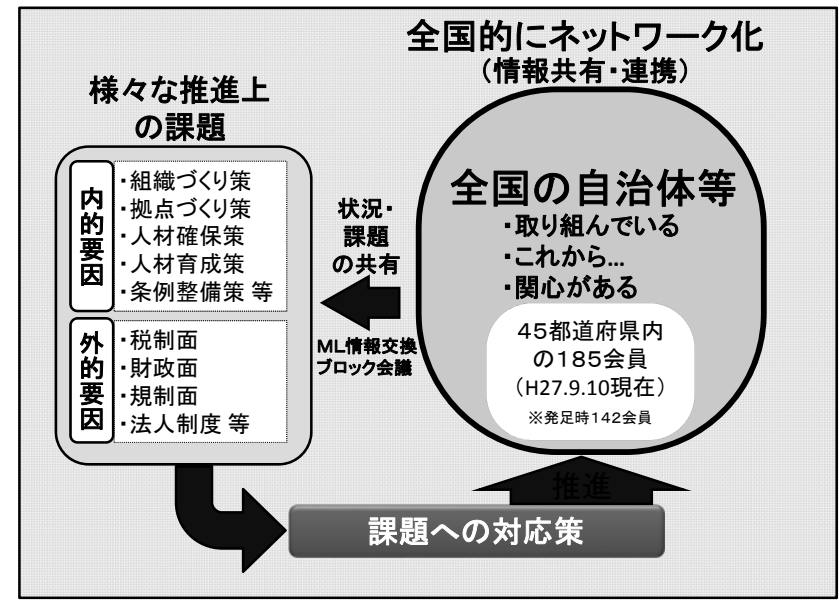 全国的にネットワーク化
（情報共有・連携）
様々な推進上
の課題
内的要因
・組織づくり策
・拠点づくり策
・人材確保策
・人材育成策
・条例整備策 等
外的要因
・税制面
・財政面
・規制面
・法人制度 等
状況・
課題
の共有
ML情報交換
ブロック会議
全国の自治体等
・取り組んでいる
・これから…
・関心がある
４５都道府県内
の１８５会員
（H27.9.10現在）
※発足時１４２会員
推進
課題への対応策